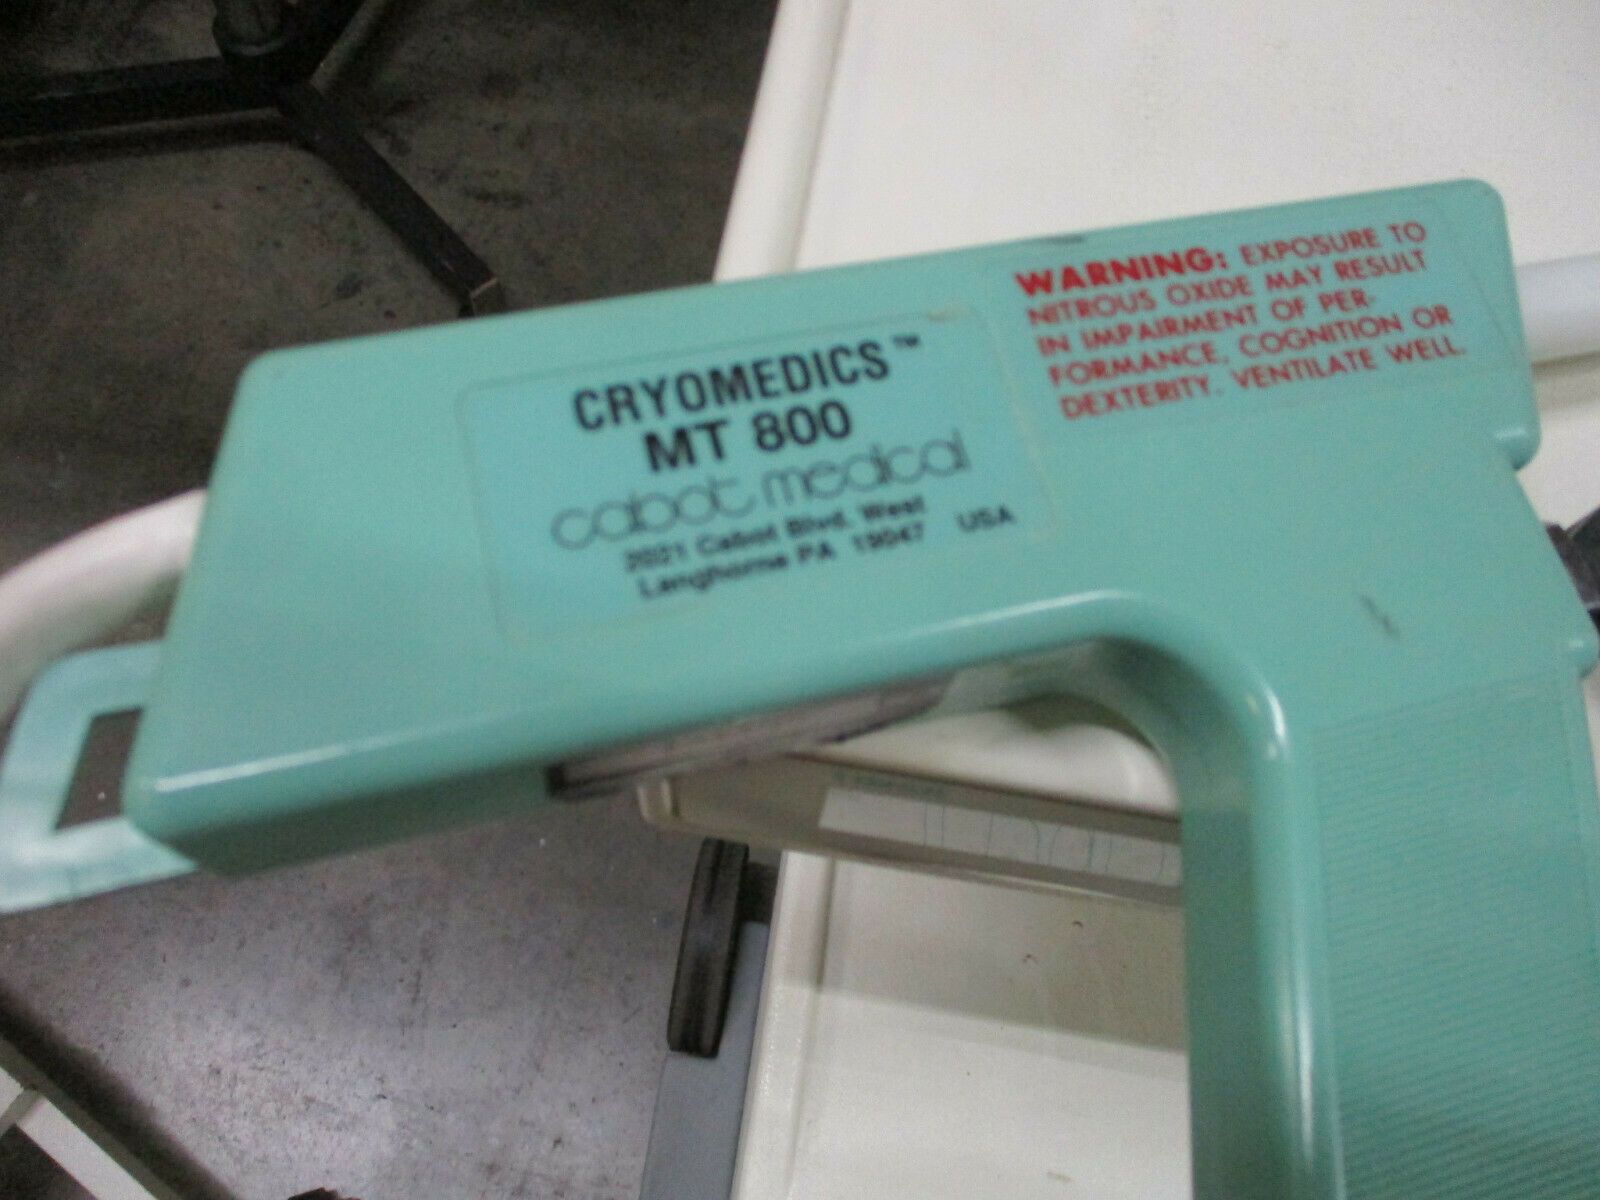 CRYOMEDICS™
MT 800
cabot medical
2021 Cabot Blvd. West
Langhorne PA 19047 USA
WARNING: EXPOSURE TO
NITROUS OXIDE MAY RESULT
IN IMPAIRMENT OF PER-
FORMANCE, COGNITION OR
DEXTERITY. VENTILATE WELL.